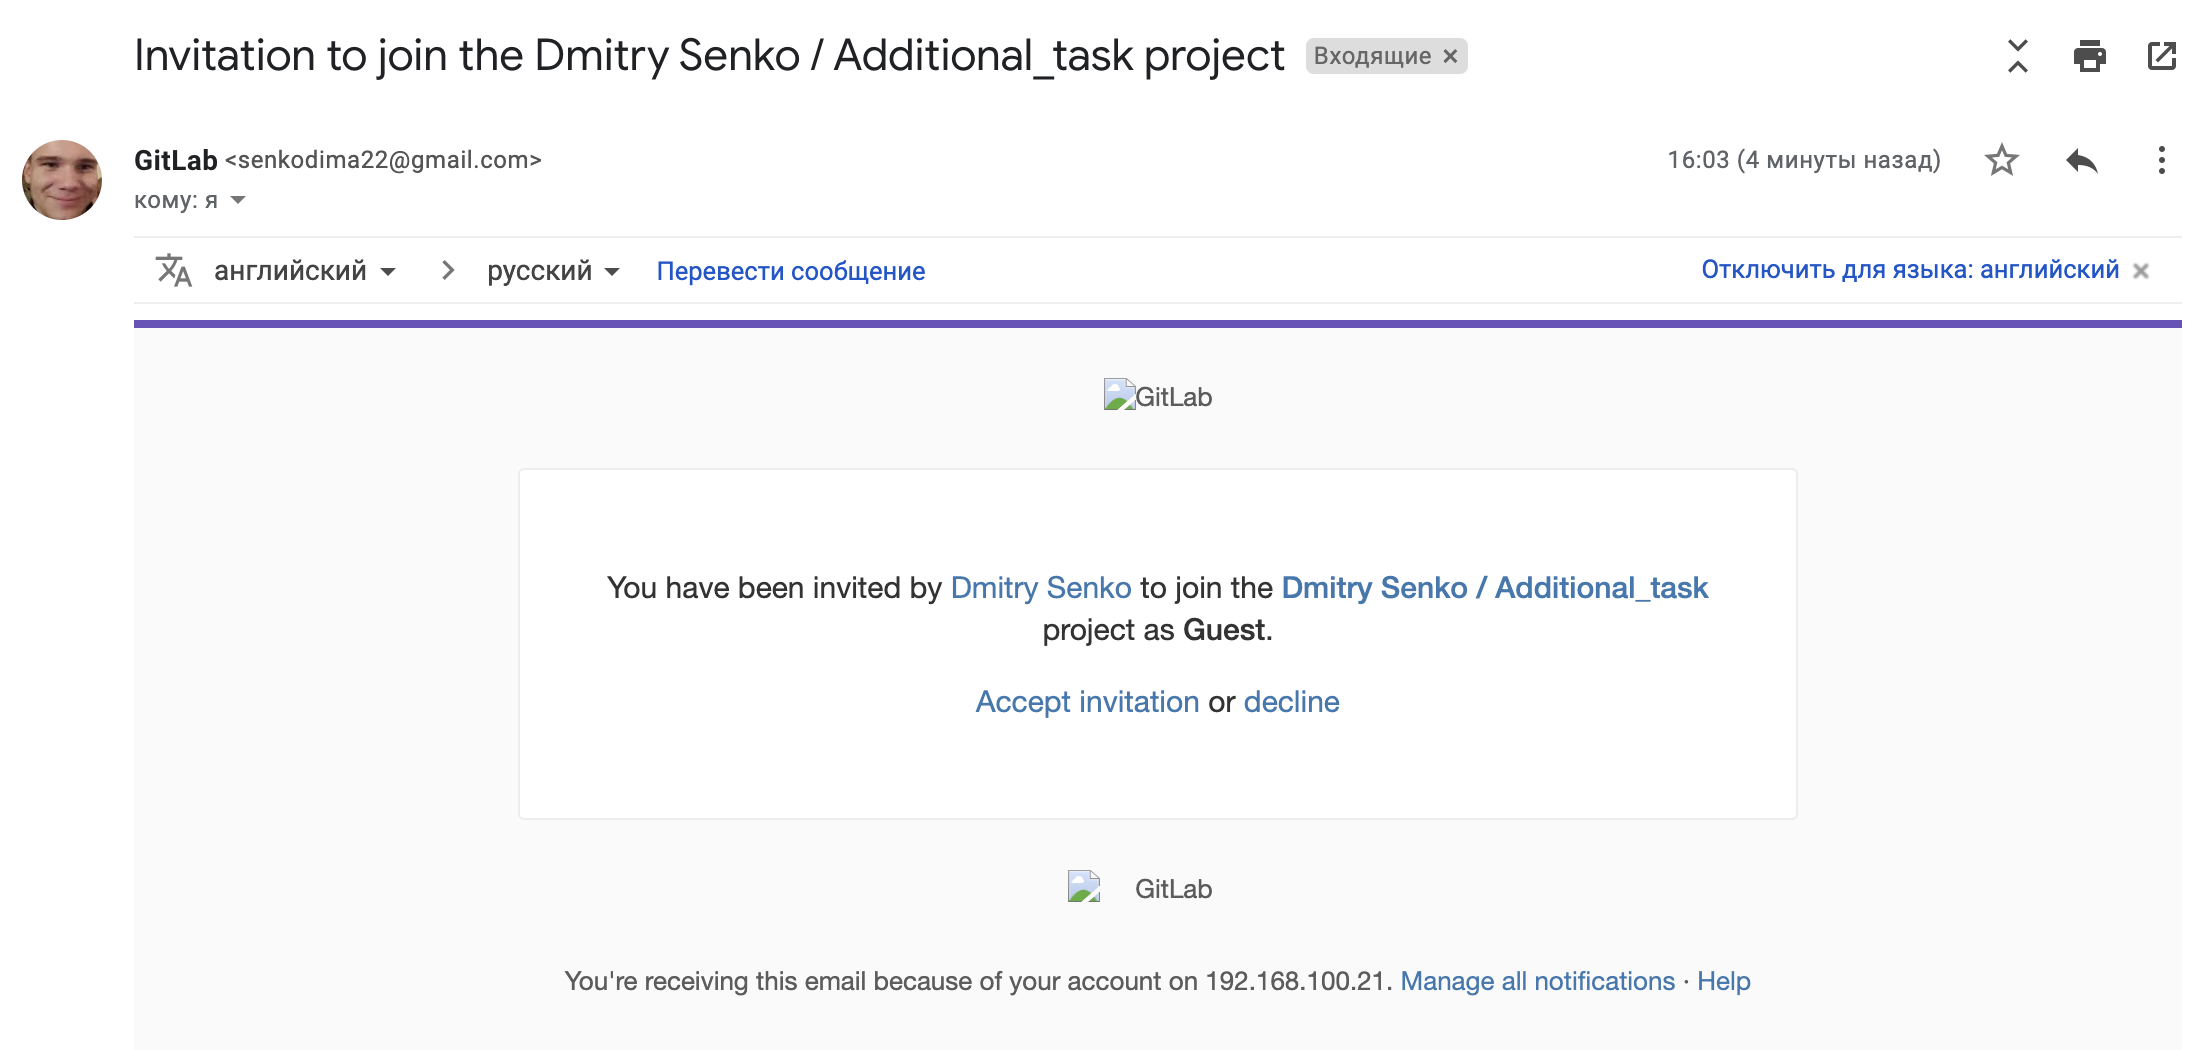 Invitation to join the Dmitry Senko / Additional_task project Входящие ×
GitLab <senkodima22@gmail.com> 16:03 (4 минуты назад)
кому: я
английский > русский Перевести сообщение Отключить для языка: английский ×
GitLab
You have been invited by Dmitry Senko to join the Dmitry Senko / Additional_task
project as Guest.
Accept invitation or decline
GitLab
You're receiving this email because of your account on 192.168.100.21. Manage all notifications · Help